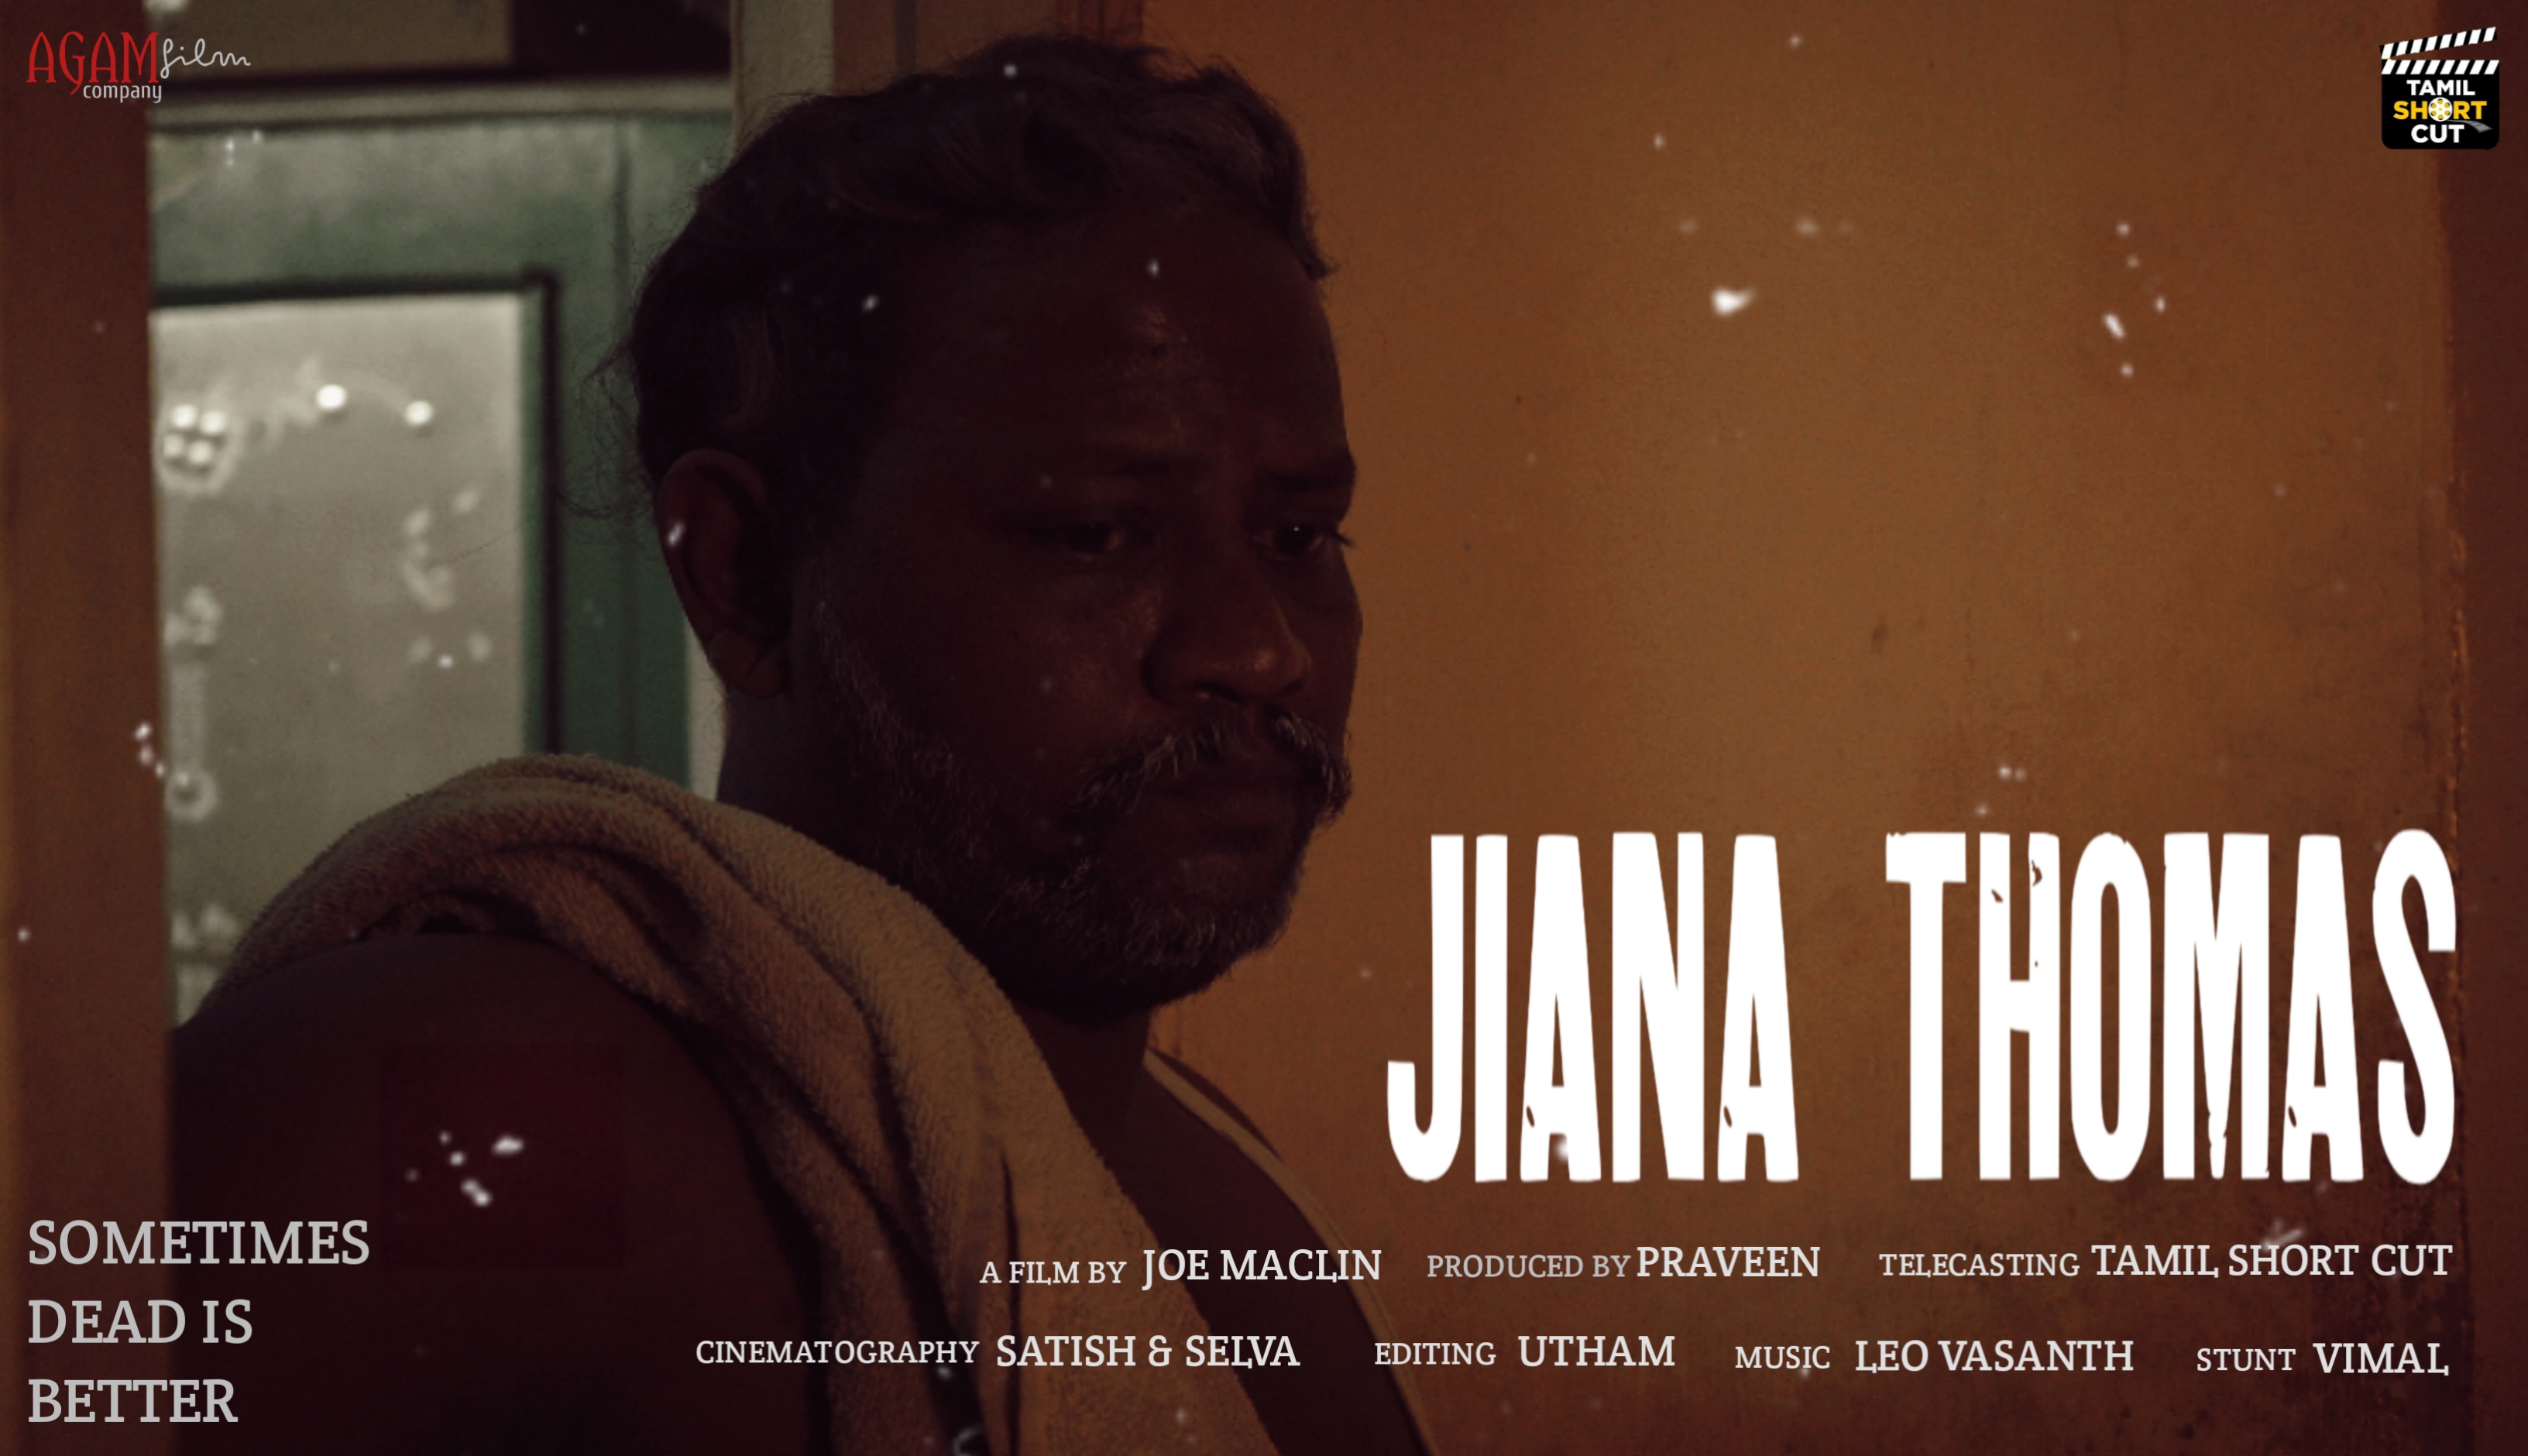 AGAM film
company
TAMIL
SHORT
CUT
JIANA THOMAS
SOMETIMES
DEAD IS
BETTER
A FILM BY JOE MACLIN PRODUCED BY PRAVEEN TELECASTING TAMIL SHORT CUT
CINEMATOGRAPHY SATISH & SELVA EDITING UTHAM MUSIC LEO VASANTH STUNT VIMAL